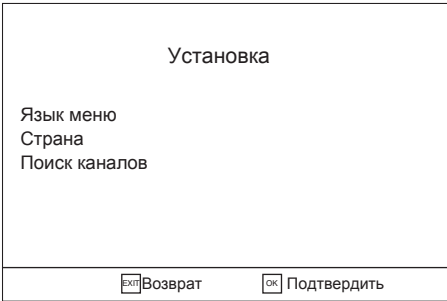 Установка
Язык меню
Страна
Поиск каналов
EXIT Возврат OK Подтвердить